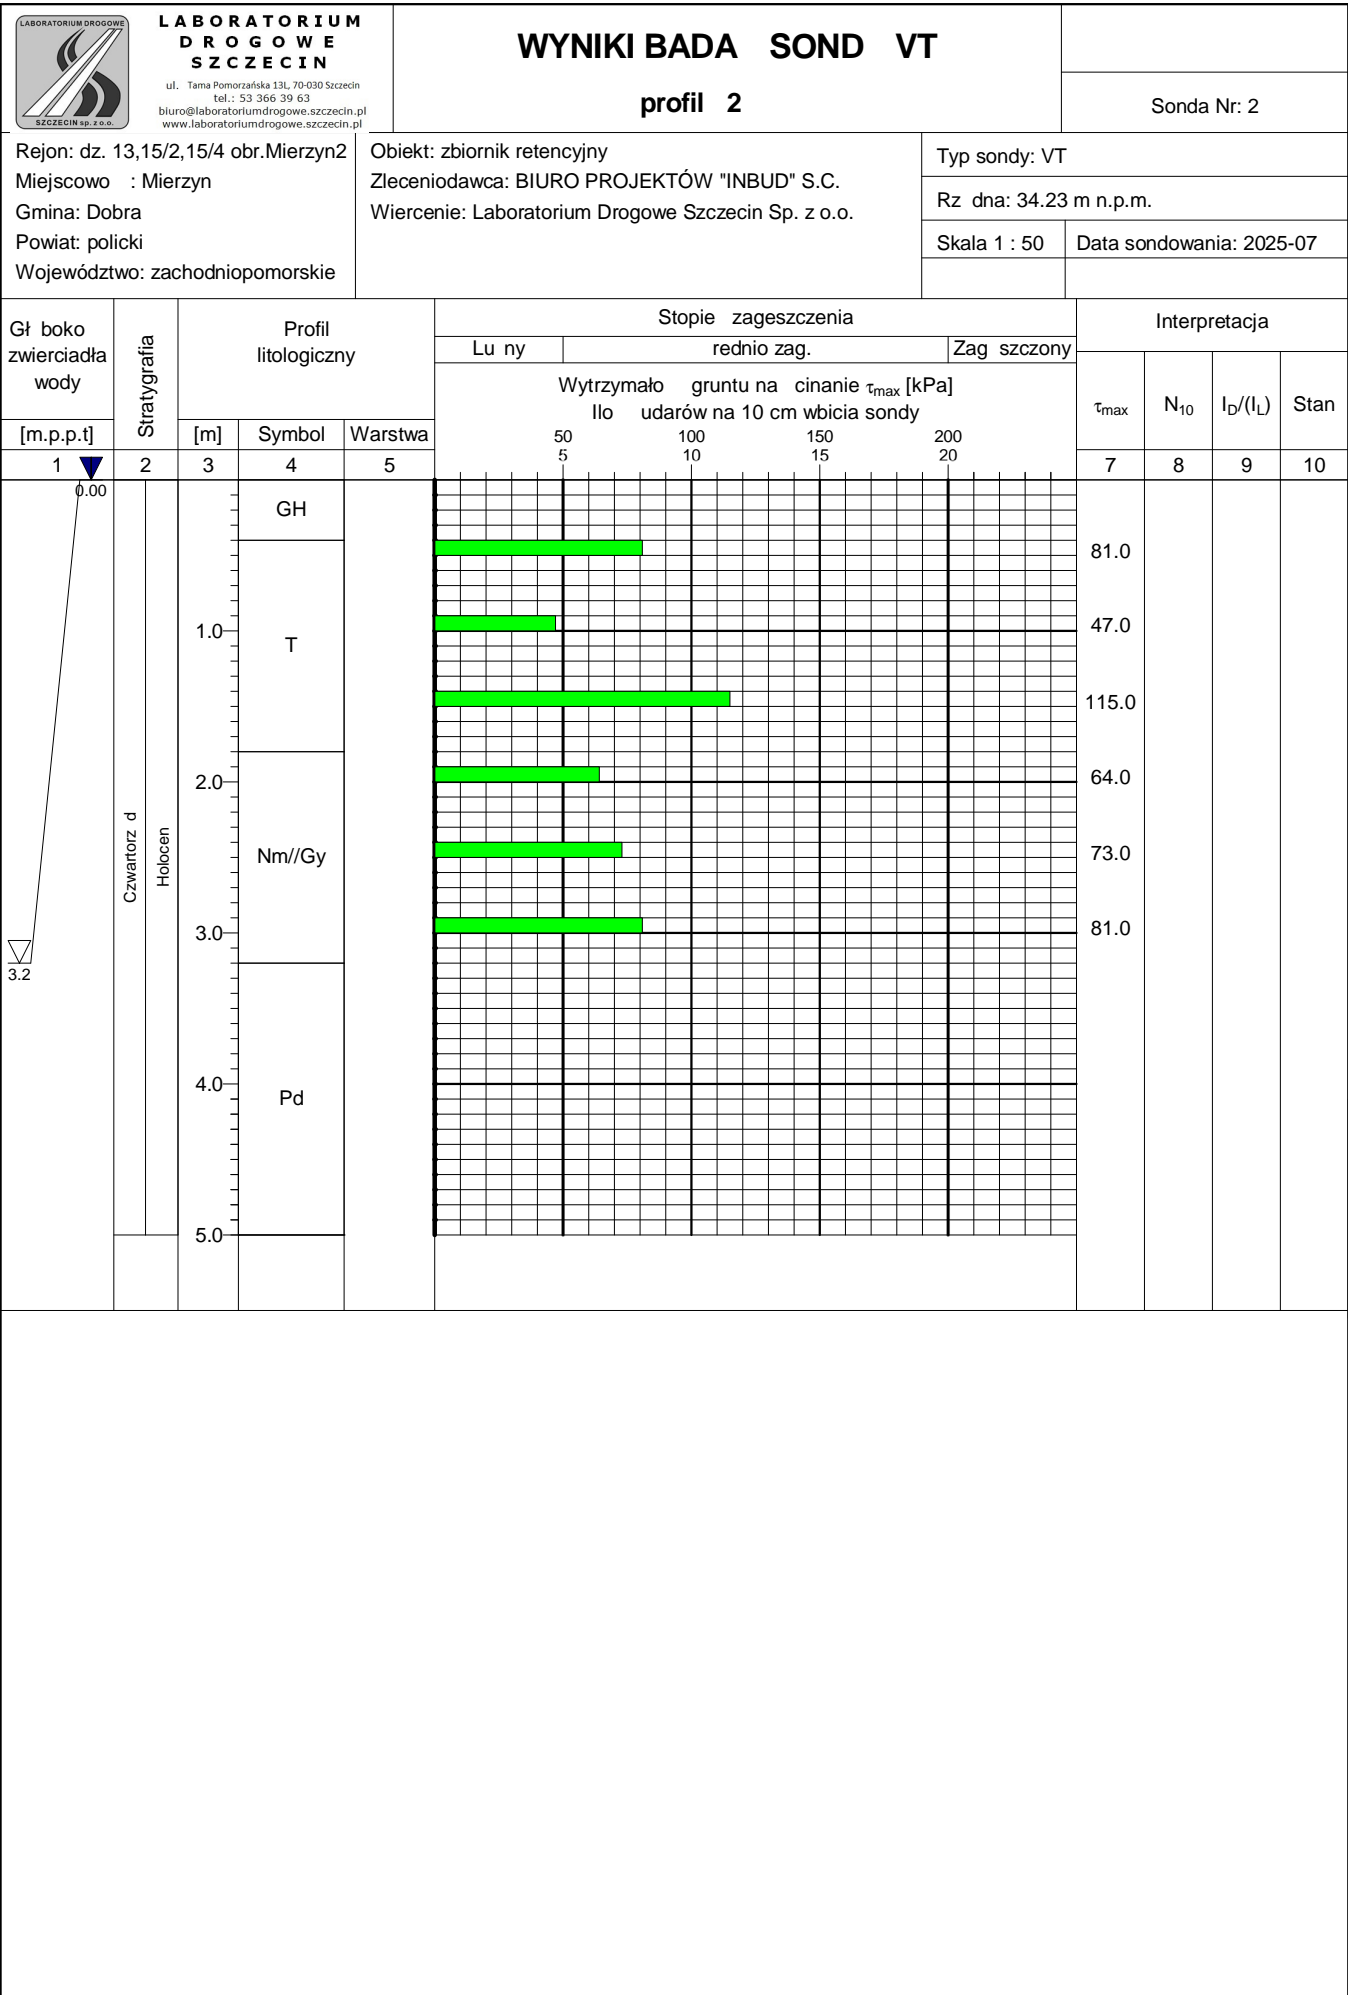 LABORATORIUM DROGOWE
SZCZECIN sp. z o.o.
LABORATORIUM
DROGOWE
SZCZECIN
ul. Tama Pomorzańska 13L, 70-030 Szczecin
tel.: 53 366 39 63
biuro@laboratoriumdrogowe.szczecin.pl
www.laboratoriumdrogowe.szczecin.pl
WYNIKI BADA SOND VT
profil 2
Sonda Nr: 2
Rejon: dz. 13,15/2,15/4 obr.Mierzyn2
Miejscowo : Mierzyn
Gmina: Dobra
Powiat: policki
Województwo: zachodniopomorskie
Obiekt: zbiornik retencyjny
Zleceniodawca: BIURO PROJEKTÓW "INBUD" S.C.
Wiercenie: Laboratorium Drogowe Szczecin Sp. z o.o.
Typ sondy: VT
Rz dna: 34.23 m n.p.m.
Skala 1 : 50
Data sondowania: 2025-07
Gł boko
zwierciadła
wody
[m.p.p.t]
Stratygrafia
Profil
litologiczny
[m] Symbol Warstwa
Stopie zageszczenia
Lu ny rednio zag. Zag szczony
Wytrzymało gruntu na cinanie τmax [kPa]
Ilo udarów na 10 cm wbicia sondy
50 100 150 200
5 10 15 20
Interpretacja
τmax N10 ID/(IL) Stan
1 2 3 4 5 7 8 9 10
0.00
3.2
Czwartorz d
Holocen
1.0
2.0
3.0
4.0
5.0
GH
T
Nm//Gy
Pd
81.0
47.0
115.0
64.0
73.0
81.0